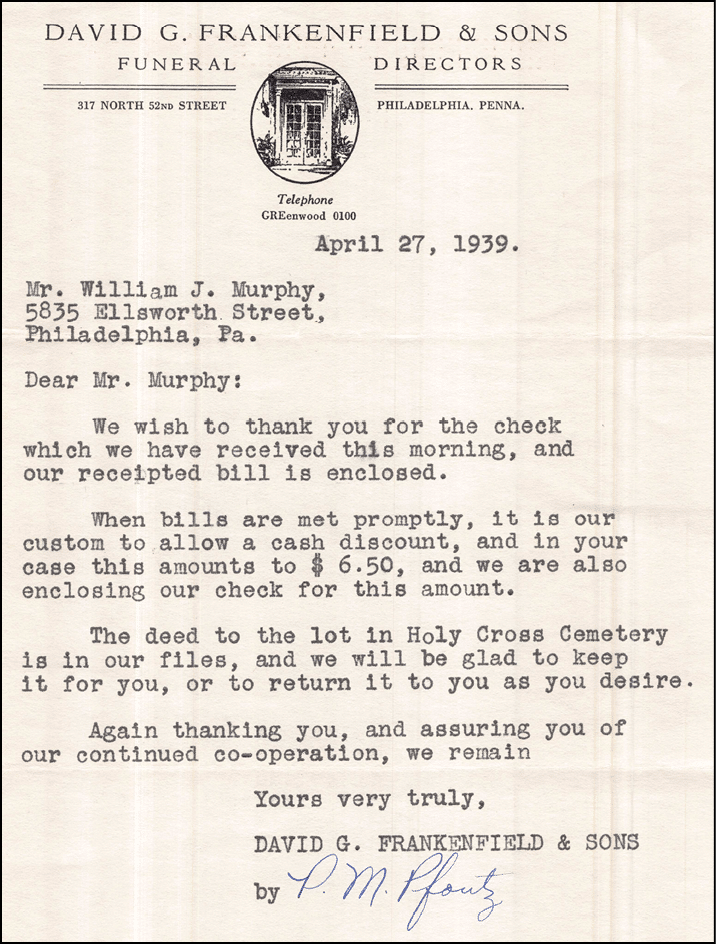 DAVID G. FRANKENFIELD & SONS
FUNERAL DIRECTORS
317 NORTH 52ND STREET PHILADELPHIA, PENNA.
Telephone
GREenwood 0100
April 27, 1939.
Mr. William J. Murphy,
5835 Ellsworth Street,
Philadelphia, Pa.
Dear Mr. Murphy:
We wish to thank you for the check
which we have received this morning, and
our receipted bill is enclosed.
When bills are met promptly, it is our
custom to allow a cash discount, and in your
case this amounts to $ 6.50, and we are also
enclosing our check for this amount.
The deed to the lot in Holy Cross Cemetery
is in our files, and we will be glad to keep
it for you, or to return it to you as you desire.
Again thanking you, and assuring you of
our continued co-operation, we remain
Yours very truly,
DAVID G. FRANKENFIELD & SONS
by P. M. Pfoutz